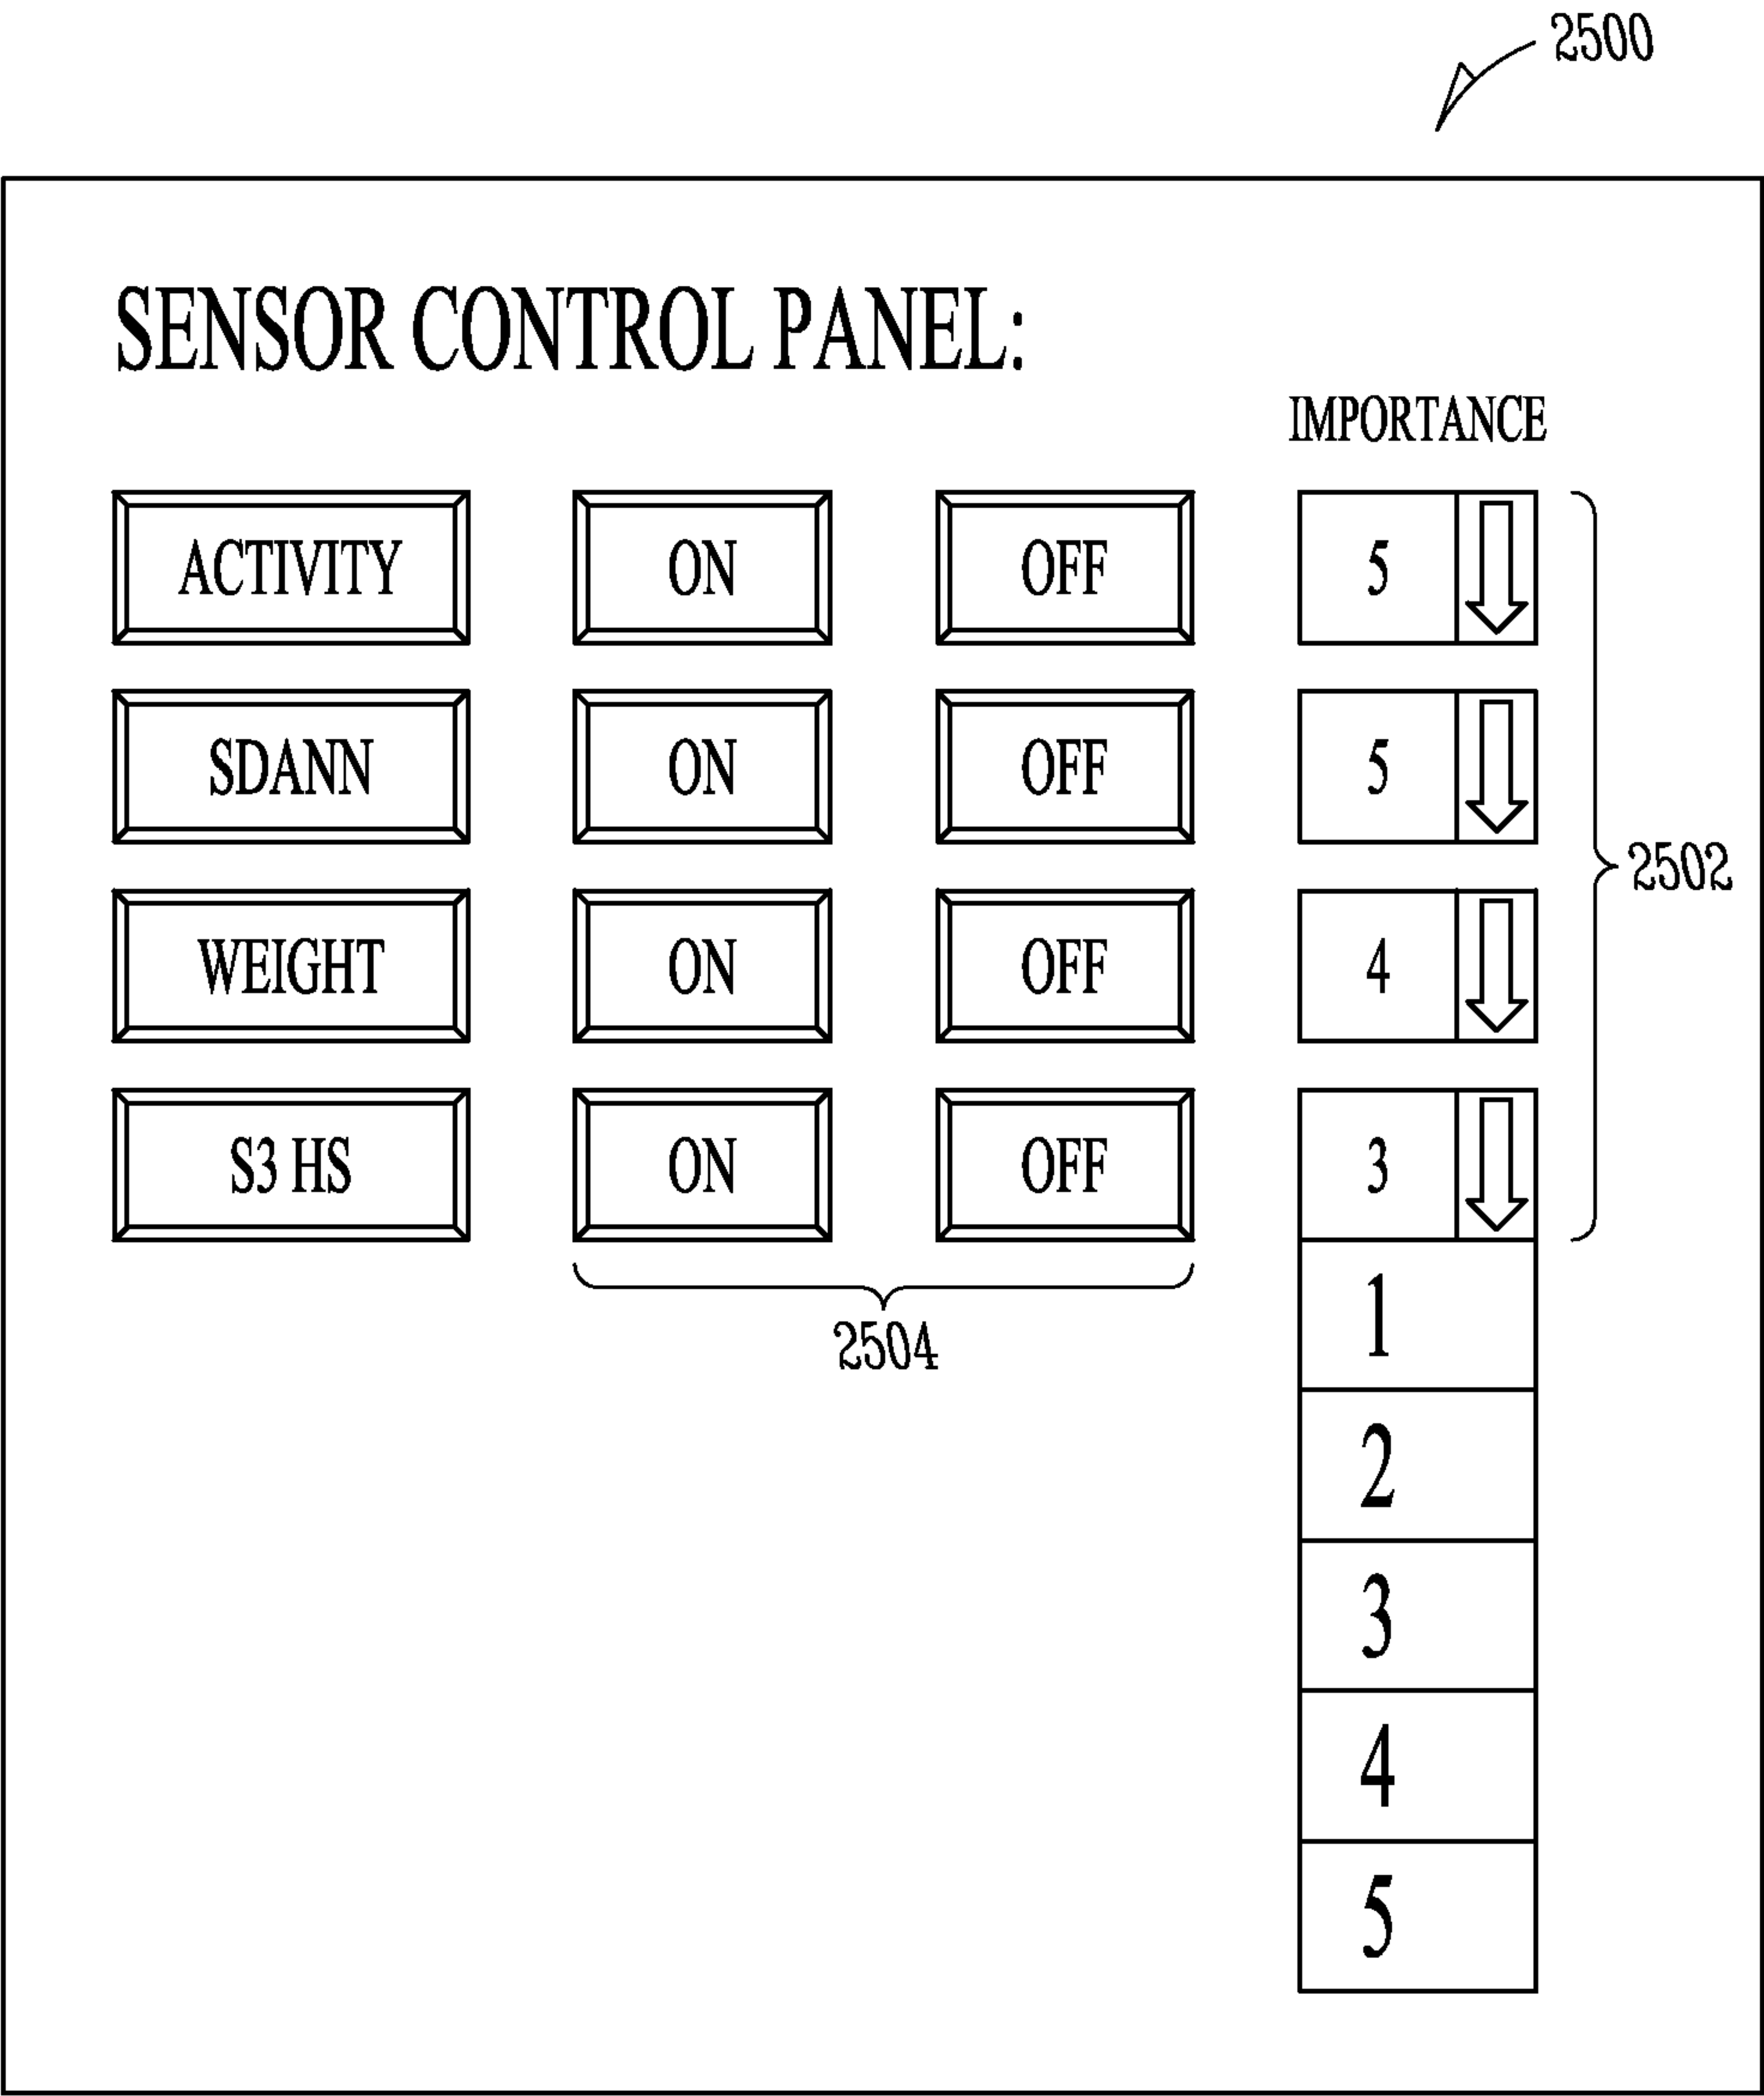 2500
SENSOR CONTROL PANEL:
IMPORTANCE
ACTIVITY ON OFF 5
SDANN ON OFF 5
2502
WEIGHT ON OFF 4
S3 HS ON OFF 3
1
2504
2
3
4
5